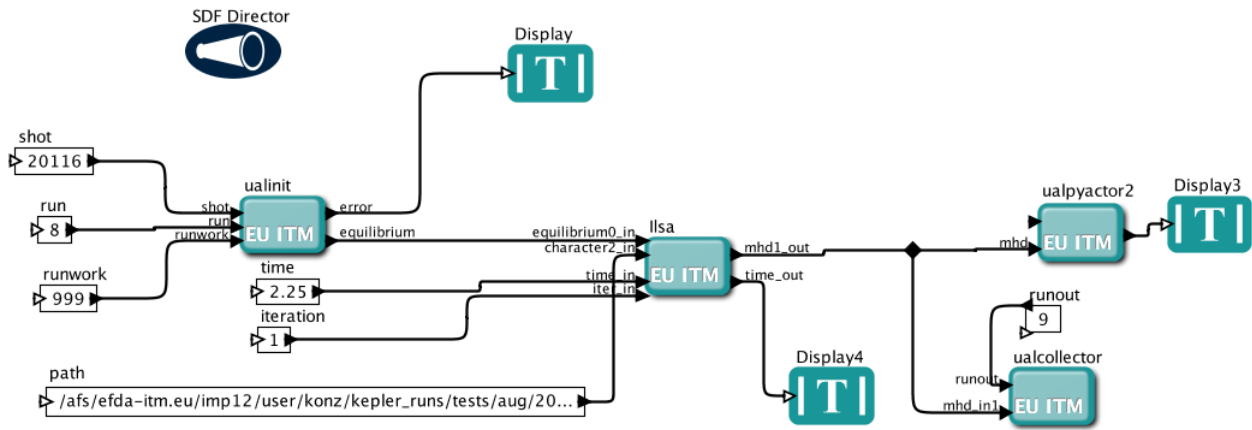 SDF Director
Display
T
shot
20116
ualinit
run
8
shot
run
runwork
error
equilibrium
EU ITM
runwork
999
time
2.25
iteration
1
path
/afs/efda-itm.eu/imp12/user/konz/kepler_runs/tests/aug/20...
Ilsa
equilibrium0_in
character2_in
time_in
iter_in
EU ITM
mhd1_out
time_out
Display4
T
ualpyactor2
mhd
EU ITM
Display3
T
runout
9
ualcollector
runout
mhd_in1
EU ITM